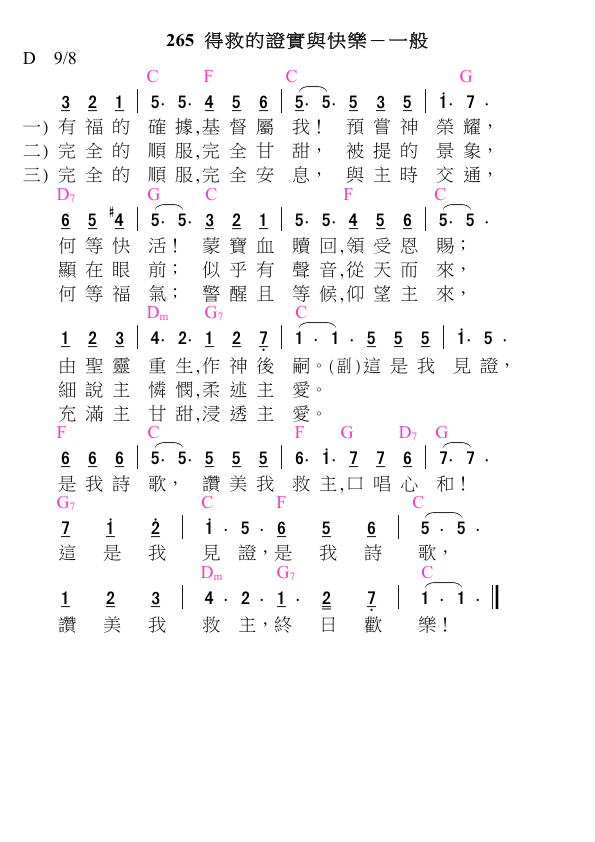 265 得救的證實與快樂－一般
D 9/8
C F C G
3 2 1 | 5· 5· 4 5 6 | 5· 5· 5 3 5 | i· 7 ·
一) 有 福 的 確 據,基 督 屬 我！ 預 嘗 神 榮 耀，
二) 完 全 的 順 服,完 全 甘 甜， 被 提 的 景 象，
三) 完 全 的 順 服,完 全 安 息， 與 主 時 交 通，
D7 G C F C
6 5 #4 | 5· 5· 3 2 1 | 5· 5· 4 5 6 | 5· 5 ·
何 等 快 活！ 蒙 寶 血 贖 回,領 受 恩 賜；
顯 在 眼 前； 似 乎 有 聲 音,從 天 而 來，
何 等 福 氣； 警 醒 且 等 候,仰 望 主 來，
Dm G7 C
1 2 3 | 4· 2· 1 2 7 | 1 · 1 · 5 5 5 | i· 5 ·
由 聖 靈 重 生,作 神 後 嗣。(副)這 是 我 見 證，
細 說 主 憐 憫,柔 述 主 愛。
充 滿 主 甘 甜,浸 透 主 愛。
F C F G D7 G
6 6 6 | 5· 5· 5 5 5 | 6· i· 7 7 6 | 7· 7 ·
是 我 詩 歌， 讚 美 我 救 主,口 唱 心 和！
G7 C F C
7 i 2 | i · 5 · 6 5 6 | 5 · 5 ·
這 是 我 見 證，是 我 詩 歌，
Dm G7 C
1 2 3 | 4 · 2 · 1 · 2 7 | 1 · 1 · ‖
讚 美 我 救 主，終 日 歡 樂！